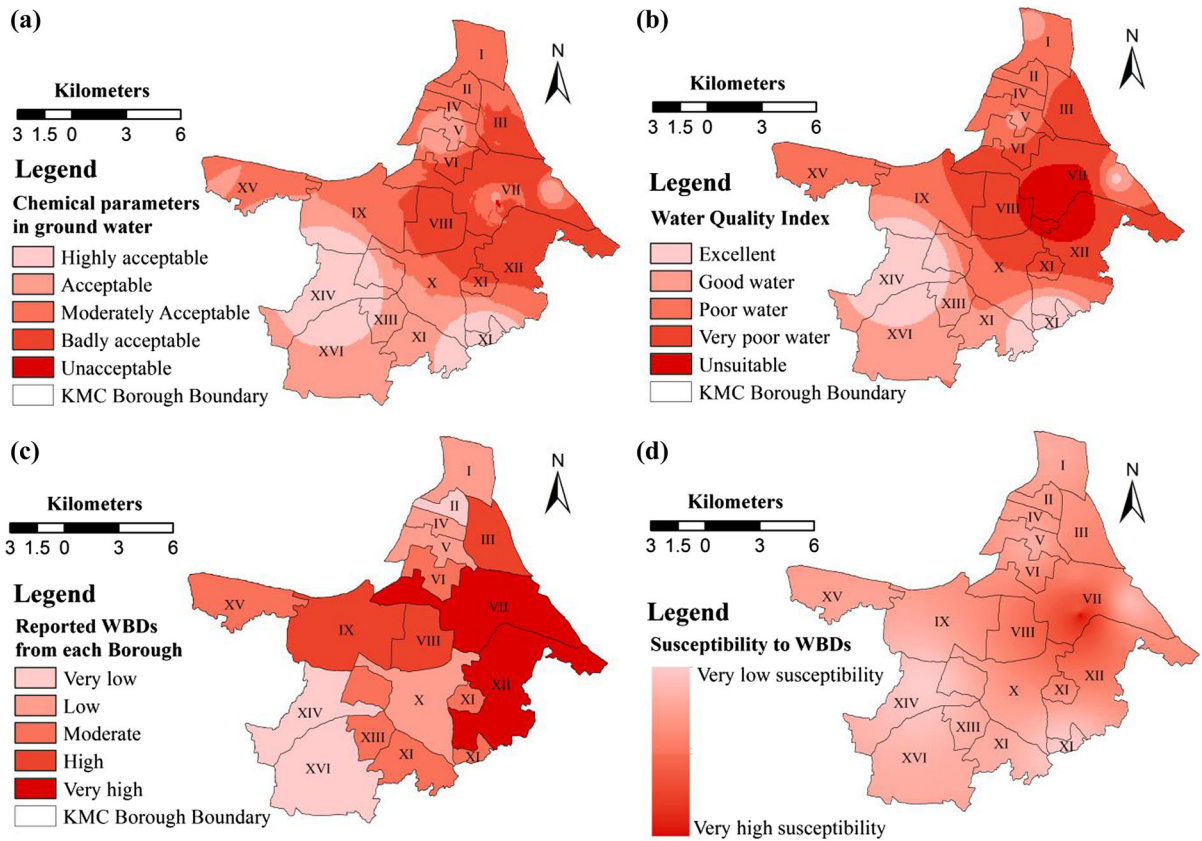 (a)
N
Kilometers
3 1.5 0 3 6
Legend
Chemical parameters
in ground water
Highly acceptable
Acceptable
Moderately Acceptable
Badly acceptable
Unacceptable
KMC Borough Boundary
I
II
IV
III
V
VI
XV
VII
IX
VIII
XII
X
XI
XIV
XIII
XI
XI
XVI
(b)
N
Kilometers
3 1.5 0 3 6
Legend
Water Quality Index
Excellent
Good water
Poor water
Very poor water
Unsuitable
KMC Borough Boundary
I
II
IV
III
V
VI
XV
VII
IX
VIII
XII
X
XI
XIV
XIII
XI
XI
XVI
(c)
N
Kilometers
3 1.5 0 3 6
Legend
Reported WBDs
from each Borough
Very low
Low
Moderate
High
Very high
KMC Borough Boundary
I
II
IV
III
V
VI
XV
VII
IX
VIII
XII
X
XI
XIV
XIII
XI
XI
XVI
(d)
N
Kilometers
3 1.5 0 3 6
Legend
Susceptibility to WBDs
Very low susceptibility
Very high susceptibility
I
II
IV
III
V
VI
XV
VII
IX
VIII
XII
X
XI
XIV
XIII
XI
XI
XVI